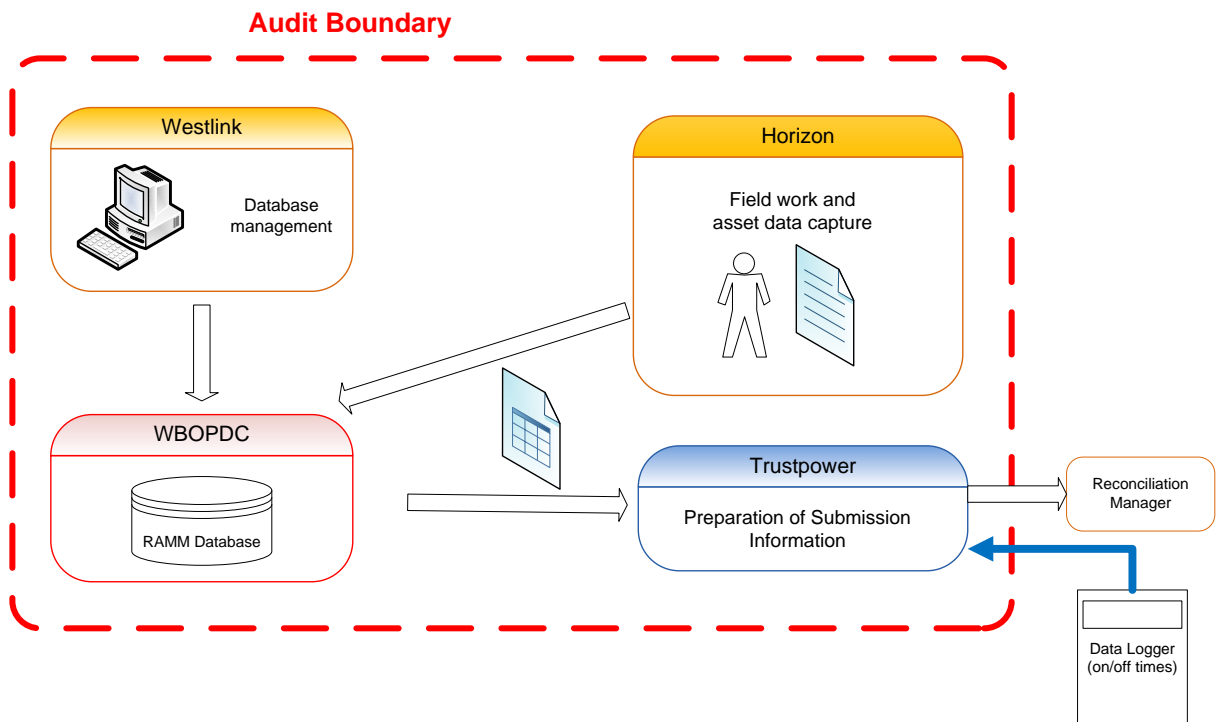 Audit Boundary
Westlink
Database
management
Horizon
Field work and
asset data capture
WBOPDC
RAMM Database
Trustpower
Preparation of Submission
Information
Reconciliation
Manager
Data Logger
(on/off times)